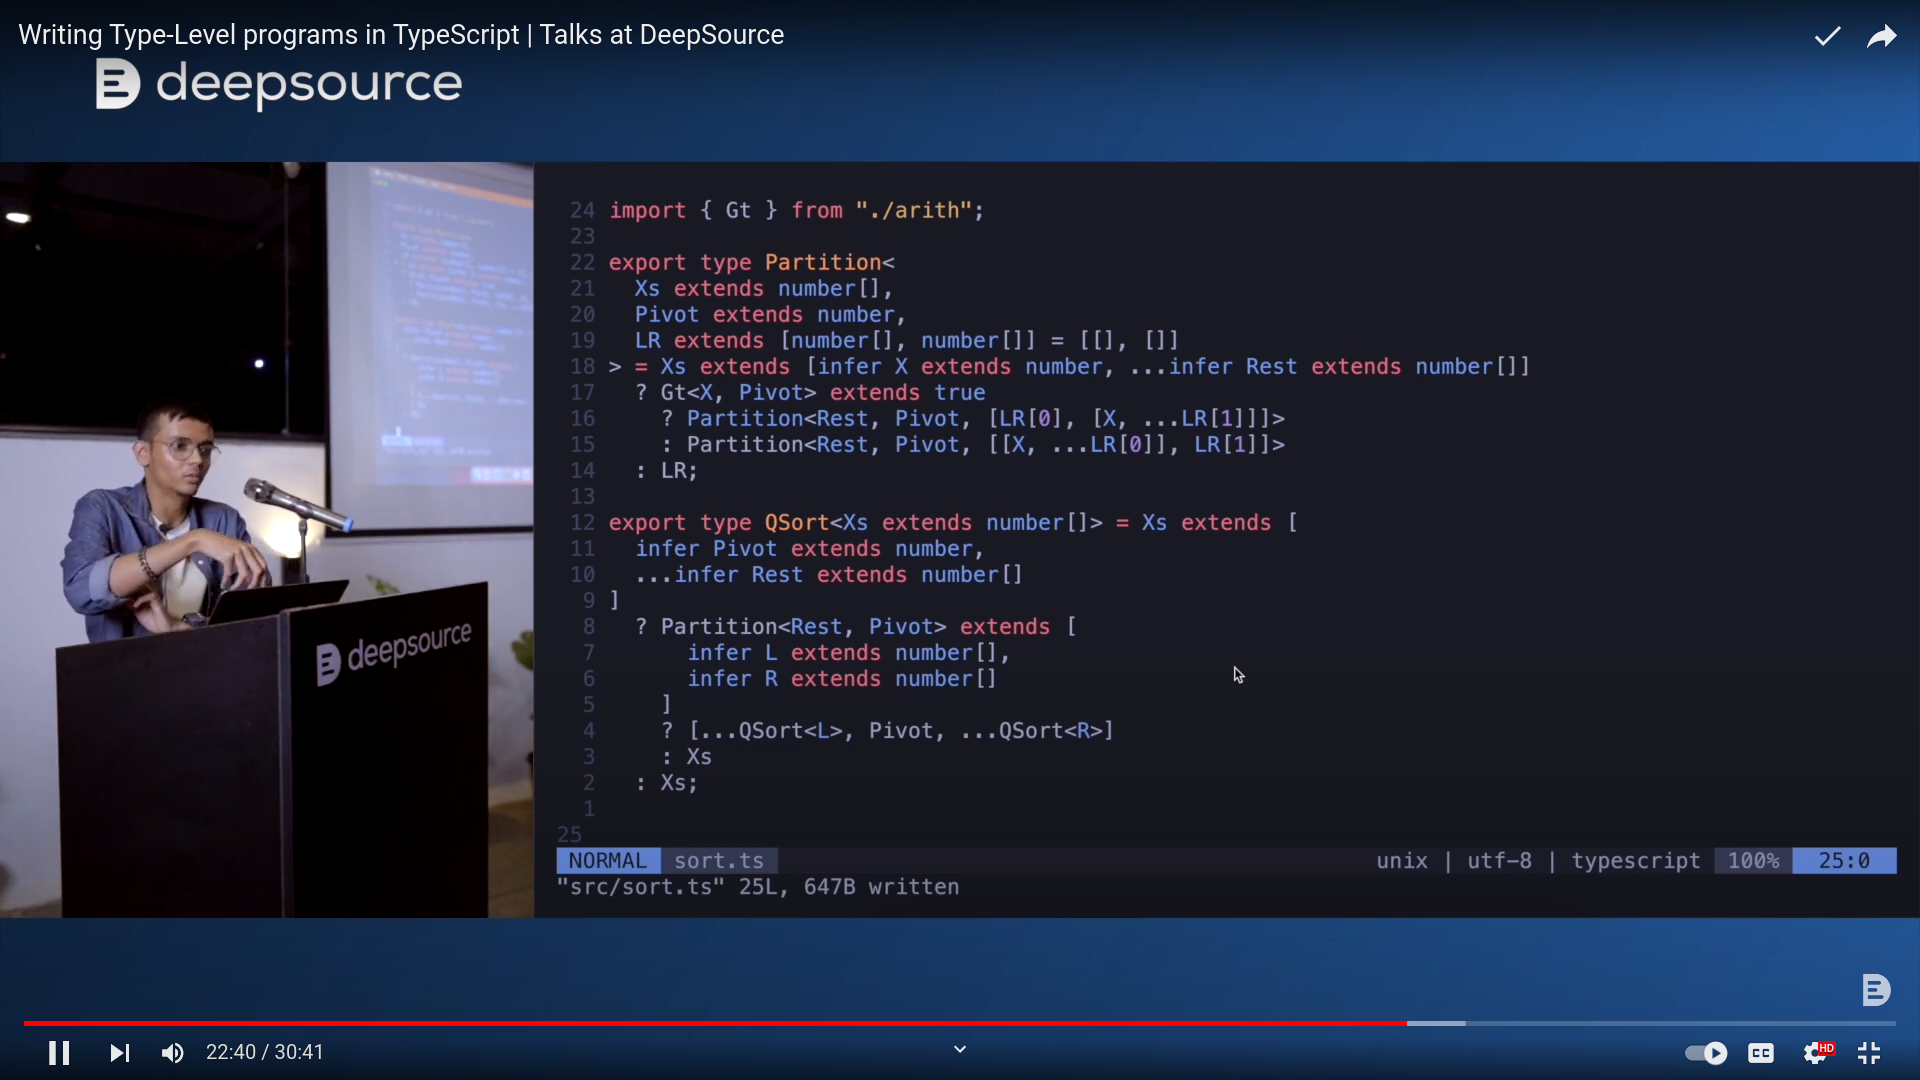 Writing Type-Level programs in TypeScript | Talks at DeepSource
deepsource
deepsource
24 import { Gt } from "./arith";
23
22 export type Partition<
21   Xs extends number[],
20   Pivot extends number,
19   LR extends [number[], number[]] = [[], []]
18 > = Xs extends [infer X extends number, ...infer Rest extends number[]]
17   ? Gt<X, Pivot> extends true
16     ? Partition<Rest, Pivot, [LR[0], [X, ...LR[1]]]>
15     : Partition<Rest, Pivot, [[X, ...LR[0]], LR[1]]>
14   : LR;
13
12 export type QSort<Xs extends number[]> = Xs extends [
11   infer Pivot extends number,
10   ...infer Rest extends number[]
9 ]
8   ? Partition<Rest, Pivot> extends [
7       infer L extends number[],
6       infer R extends number[]
5     ]
4     ? [...QSort<L>, Pivot, ...QSort<R>]
3     : Xs
2   : Xs;
1
25
NORMAL sort.ts unix | utf-8 | typescript 100% 25:0
"src/sort.ts" 25L, 647B written
22:40 / 30:41
CC
HD